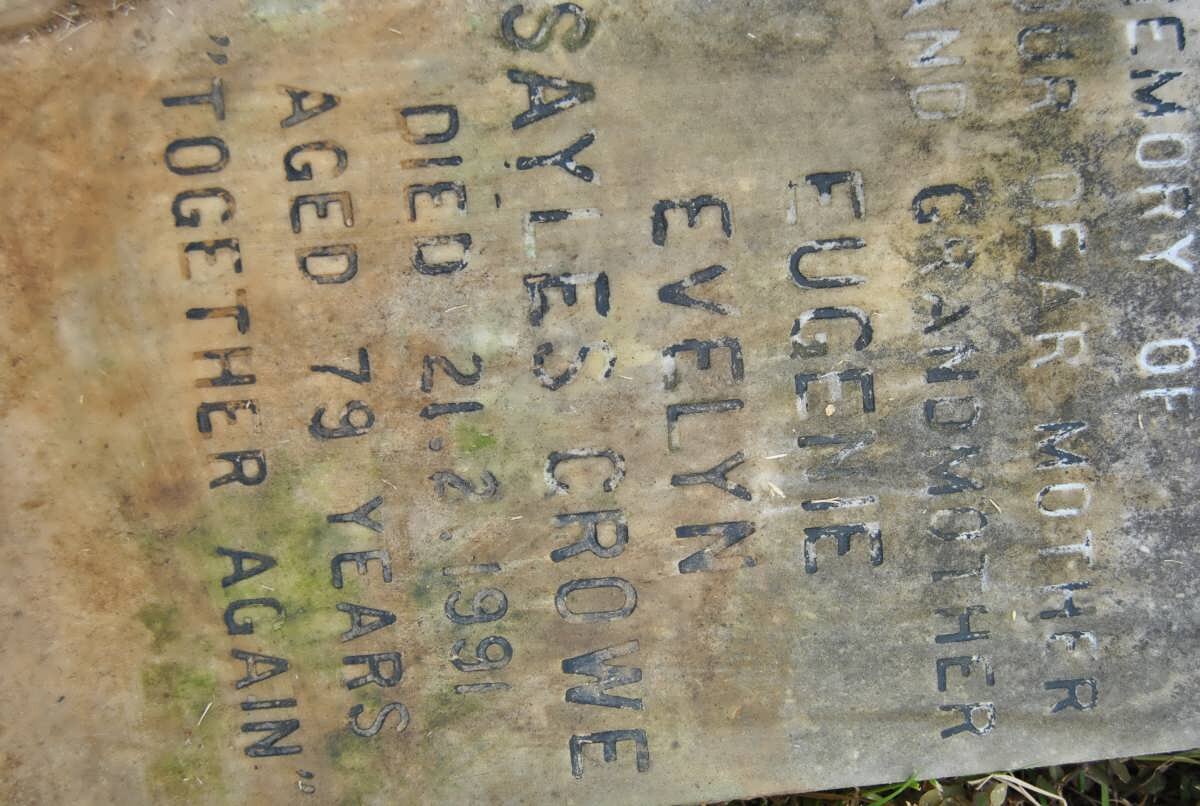 EMORY OF
OUR DEAR MOTHER
AND GRANDMOTHER
EUGENIE
EVELYN
SAYLES CROWE
DIED 21.2.1991
AGED 79 YEARS
"TOGETHER AGAIN"